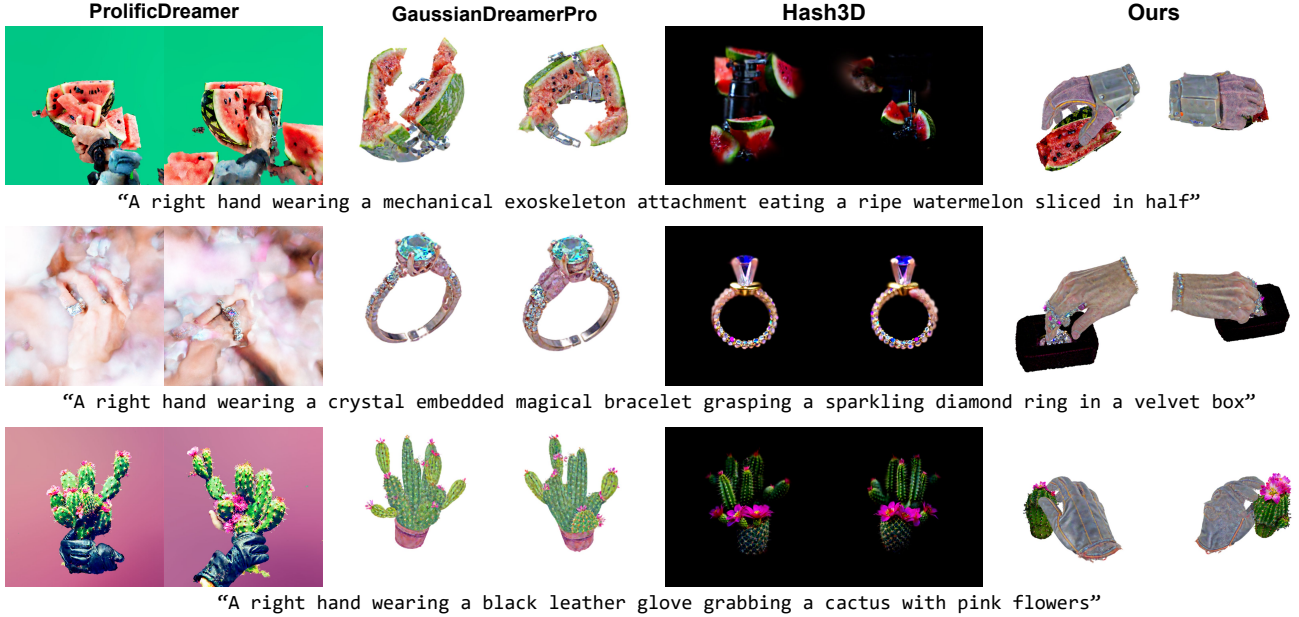 ProlificDreamer GaussianDreamerPro Hash3D Ours
“A right hand wearing a mechanical exoskeleton attachment eating a ripe watermelon sliced in half”
“A right hand wearing a crystal embedded magical bracelet grasping a sparkling diamond ring in a velvet box”
“A right hand wearing a black leather glove grabbing a cactus with pink flowers”